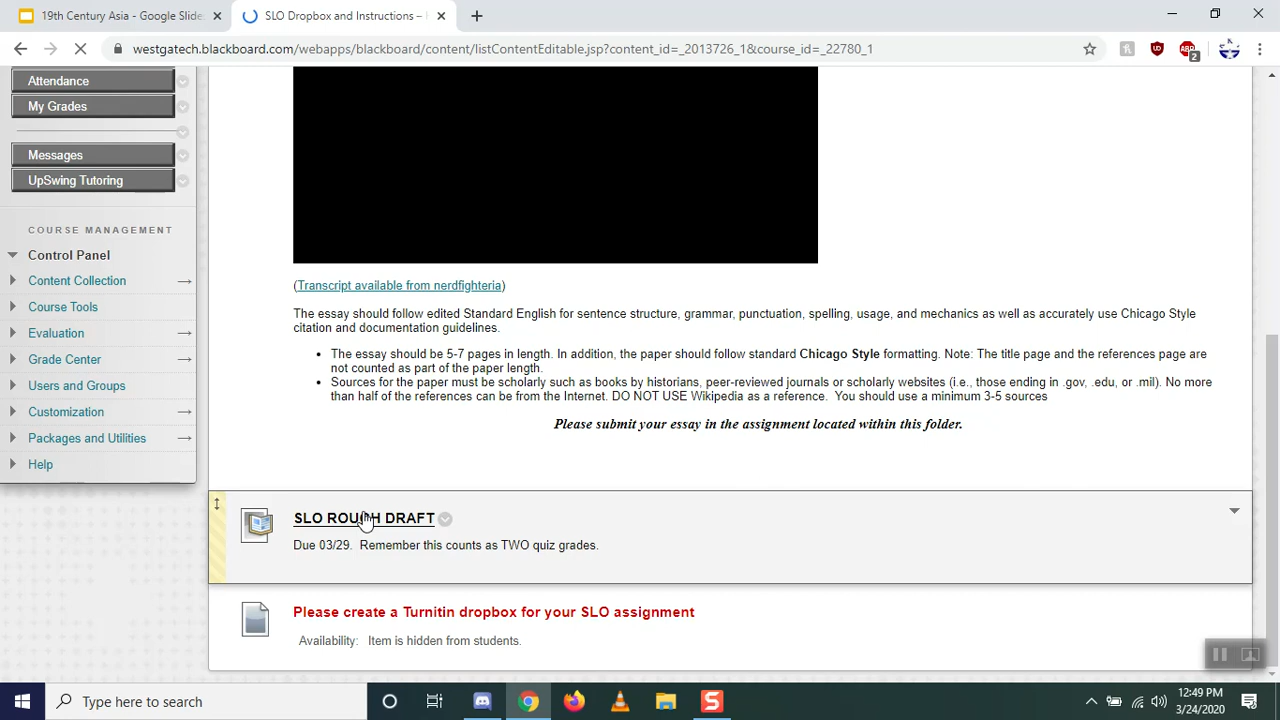 19th Century Asia - Google Slide
SLO Dropbox and Instructions –
westgatech.blackboard.com/webapps/blackboard/content/listContentEditable.jsp?content_id=_2013726_1&course_id=_22780_1
2
Attendance
My Grades
Messages
UpSwing Tutoring
COURSE MANAGEMENT
Control Panel
Content Collection
Course Tools
Evaluation
Grade Center
Users and Groups
Customization
Packages and Utilities
Help
(Transcript available from nerdfighteria)
The essay should follow edited Standard English for sentence structure, grammar, punctuation, spelling, usage, and mechanics as well as accurately use Chicago Style
citation and documentation guidelines.
• The essay should be 5-7 pages in length. In addition, the paper should follow standard Chicago Style formatting. Note: The title page and the references page are
not counted as part of the paper length.
• Sources for the paper must be scholarly such as books by historians, peer-reviewed journals or scholarly websites (i.e., those ending in .gov, .edu, or .mil). No more
than half of the references can be from the Internet. DO NOT USE Wikipedia as a reference. You should use a minimum 3-5 sources
Please submit your essay in the assignment located within this folder.
SLO ROUGH DRAFT
Due 03/29. Remember this counts as TWO quiz grades.
Please create a Turnitin dropbox for your SLO assignment
Availability: Item is hidden from students.
Type here to search
12:49 PM
3/24/2020